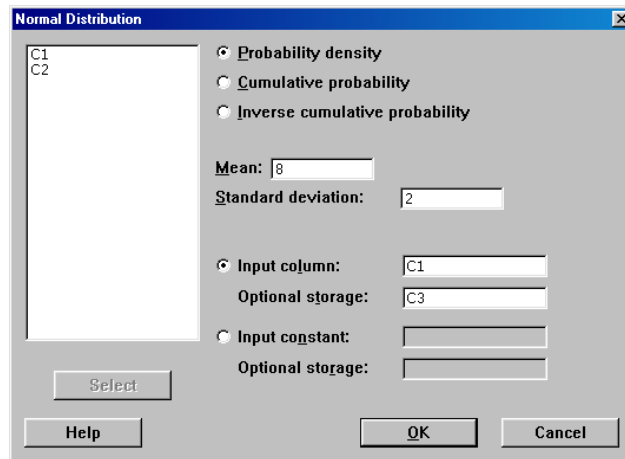 Normal Distribution
C1
C2
Probability density
Cumulative probability
Inverse cumulative probability
Mean: 8
Standard deviation: 2
Input column: C1
Optional storage: C3
Input constant:
Optional storage:
Select
Help
OK
Cancel